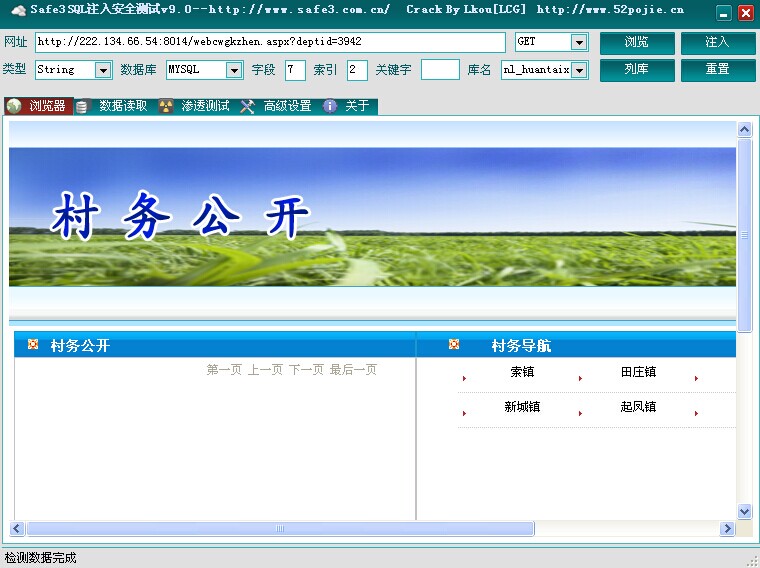 Safe3SQL注入安全测试v9.0--http://www.safe3.com.cn/ Crack By Lkou[LCG] http://www.52pojie.cn
网址 http://222.134.66.54:8014/webcwgkzhen.aspx?deptid=3942 GET 浏览 注入
类型 String 数据库 MYSQL 字段 7 索引 2 关键字 库名 nl_huantaix 列库 重置
浏览器 数据读取 渗透测试 高级设置 关于
村务公开
村务公开 村务导航
第一页 上一页 下一页 最后一页 索镇 田庄镇
新城镇 起凤镇
检测数据完成